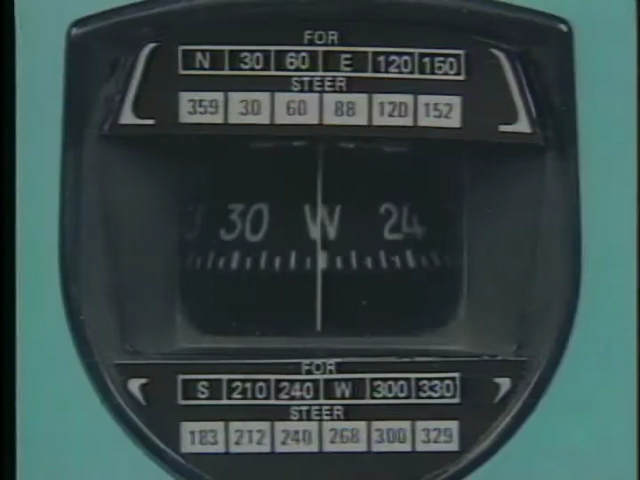 FOR
N 30 60 E 120 150
STEER
359 30 60 88 120 152
30 W 24
FOR
S 210 240 W 300 330
STEER
183 212 240 268 300 329